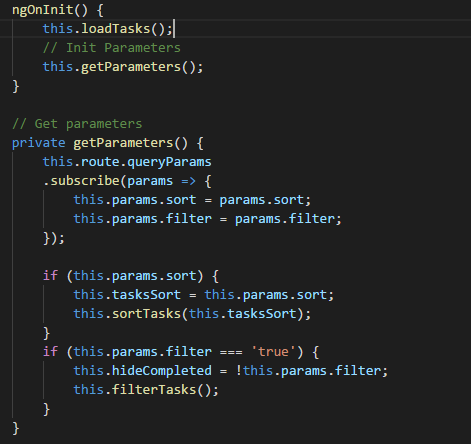 ngOnInit() {
this.loadTasks();
// Init Parameters
this.getParameters();
}
// Get parameters
private getParameters() {
this.route.queryParams
.subscribe(params => {
this.params.sort = params.sort;
this.params.filter = params.filter;
});
if (this.params.sort) {
this.tasksSort = this.params.sort;
this.sortTasks(this.tasksSort);
}
if (this.params.filter === 'true') {
this.hideCompleted = !this.params.filter;
this.filterTasks();
}
}